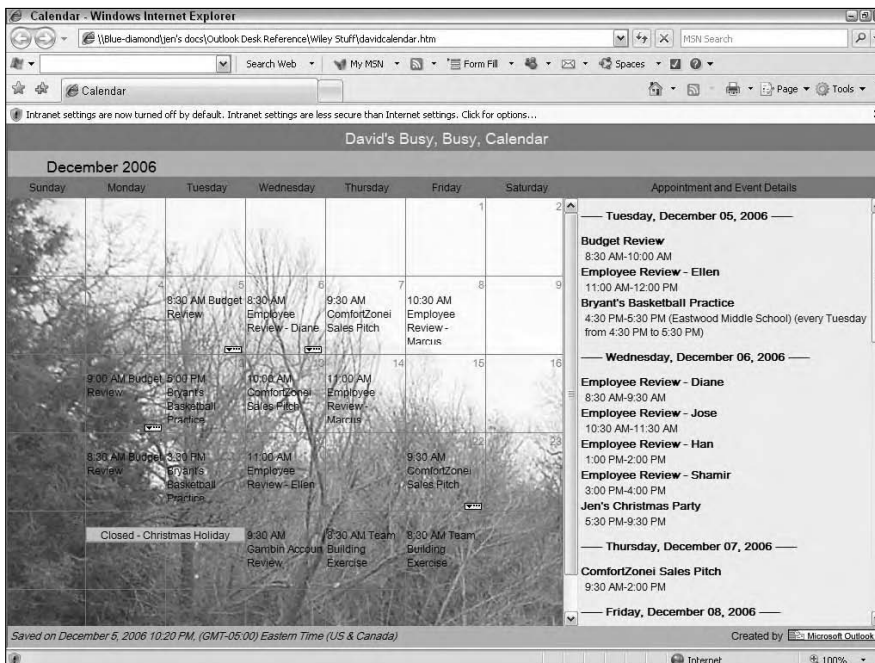 Calendar - Windows Internet Explorer
\\Blue-diamond\jen's docs\Outlook Desk Reference\Wiley Stuff\davidcalendar.htm
MSN Search
Search Web
My MSN
Form Fill
Spaces
Calendar
Page
Tools
Intranet settings are now turned off by default. Intranet settings are less secure than Internet settings. Click for options...
David's Busy, Busy, Calendar
December 2006
Sunday Monday Tuesday Wednesday Thursday Friday Saturday
1 2
4 5 6 7 8 9
8:30 AM Budget Review
8:30 AM Employee Review - Diane
9:30 AM ComfortZonei Sales Pitch
10:30 AM Employee Review - Marcus
14 15 16
9:00 AM Budget Review
5:00 PM Bryant's Basketball Practice
10:00 AM ComfortZonei Sales Pitch
11:00 AM Employee Review - Marcus
22 23
8:30 AM Budget Review
3:30 PM Bryant's Basketball Practice
11:00 AM Employee Review - Ellen
9:30 AM ComfortZonei Sales Pitch
Closed - Christmas Holiday
9:30 AM Gambin Accoun Review
8:30 AM Team Building Exercise
8:30 AM Team Building Exercise
Appointment and Event Details
Tuesday, December 05, 2006
Budget Review
8:30 AM-10:00 AM
Employee Review - Ellen
11:00 AM-12:00 PM
Bryant's Basketball Practice
4:30 PM-5:30 PM (Eastwood Middle School) (every Tuesday
from 4:30 PM to 5:30 PM)
Wednesday, December 06, 2006
Employee Review - Diane
8:30 AM-9:30 AM
Employee Review - Jose
10:30 AM-11:30 AM
Employee Review - Han
1:00 PM-2:00 PM
Employee Review - Shamir
3:00 PM-4:00 PM
Jen's Christmas Party
5:30 PM-9:30 PM
Thursday, December 07, 2006
ComfortZonei Sales Pitch
9:30 AM-2:00 PM
Friday, December 08, 2006
Saved on December 5, 2006 10:20 PM, (GMT-05:00) Eastern Time (US & Canada)
Created by Microsoft Outlook
Internet
100%